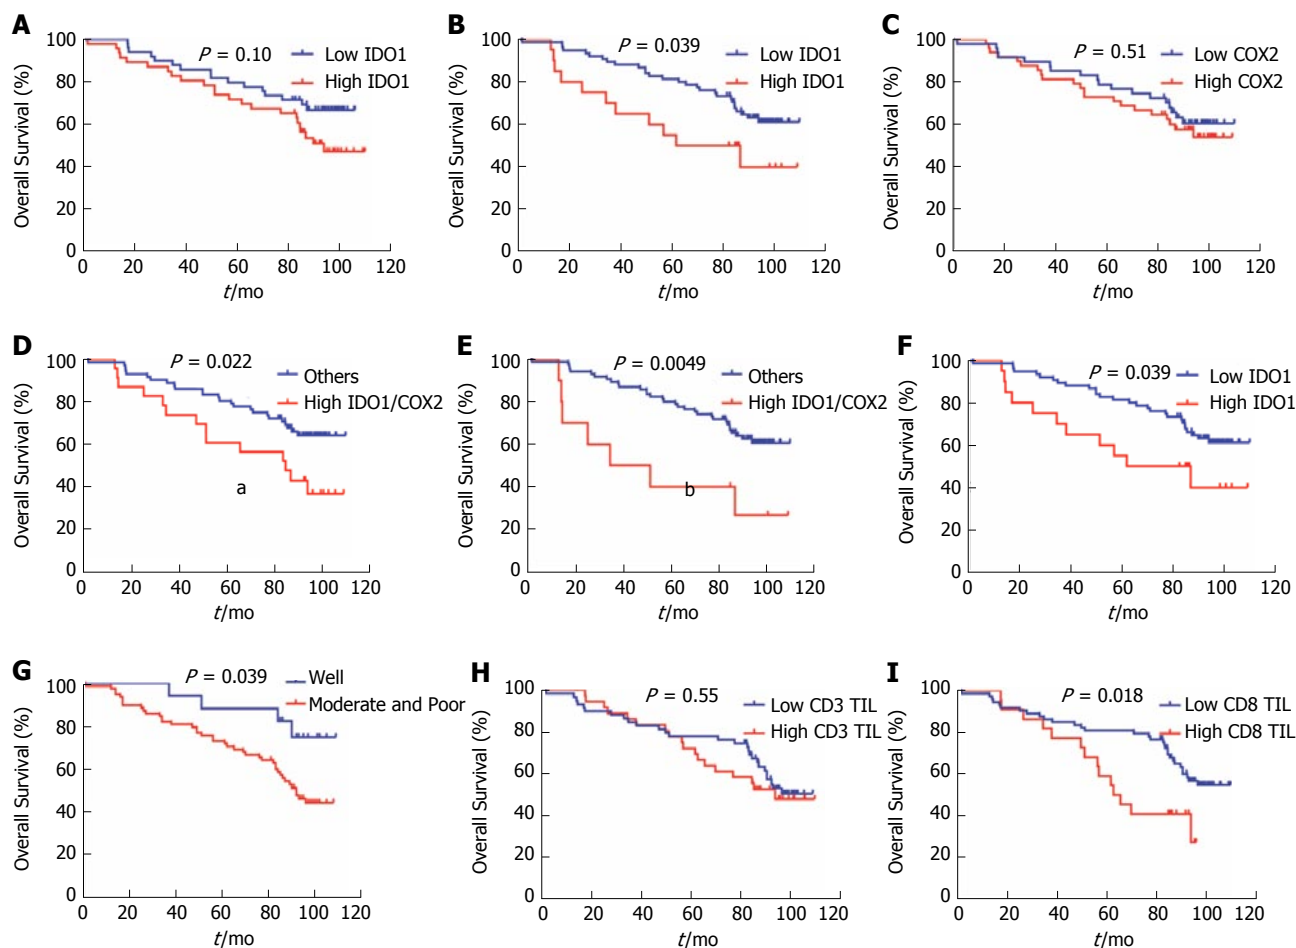 A
P = 0.10
Low IDO1
High IDO1
Overall Survival (%)
100
80
60
40
20
0
0 20 40 60 80 100 120
t/mo
B
P = 0.039
Low IDO1
High IDO1
Overall Survival (%)
100
80
60
40
20
0
0 20 40 60 80 100 120
t/mo
C
P = 0.51
Low COX2
High COX2
Overall Survival (%)
100
80
60
40
20
0
0 20 40 60 80 100 120
t/mo
D
P = 0.022
Others
High IDO1/COX2
a
Overall Survival (%)
100
80
60
40
20
0
0 20 40 60 80 100 120
t/mo
E
P = 0.0049
Others
High IDO1/COX2
b
Overall Survival (%)
100
80
60
40
20
0
0 20 40 60 80 100 120
t/mo
F
P = 0.039
Low IDO1
High IDO1
Overall Survival (%)
100
80
60
40
20
0
0 20 40 60 80 100 120
t/mo
G
P = 0.039
Well
Moderate and Poor
Overall Survival (%)
100
80
60
40
20
0
0 20 40 60 80 100 120
t/mo
H
P = 0.55
Low CD3 TIL
High CD3 TIL
Overall Survival (%)
100
80
60
40
20
0
0 20 40 60 80 100 120
t/mo
I
P = 0.018
Low CD8 TIL
High CD8 TIL
Overall Survival (%)
100
80
60
40
20
0
0 20 40 60 80 100 120
t/mo